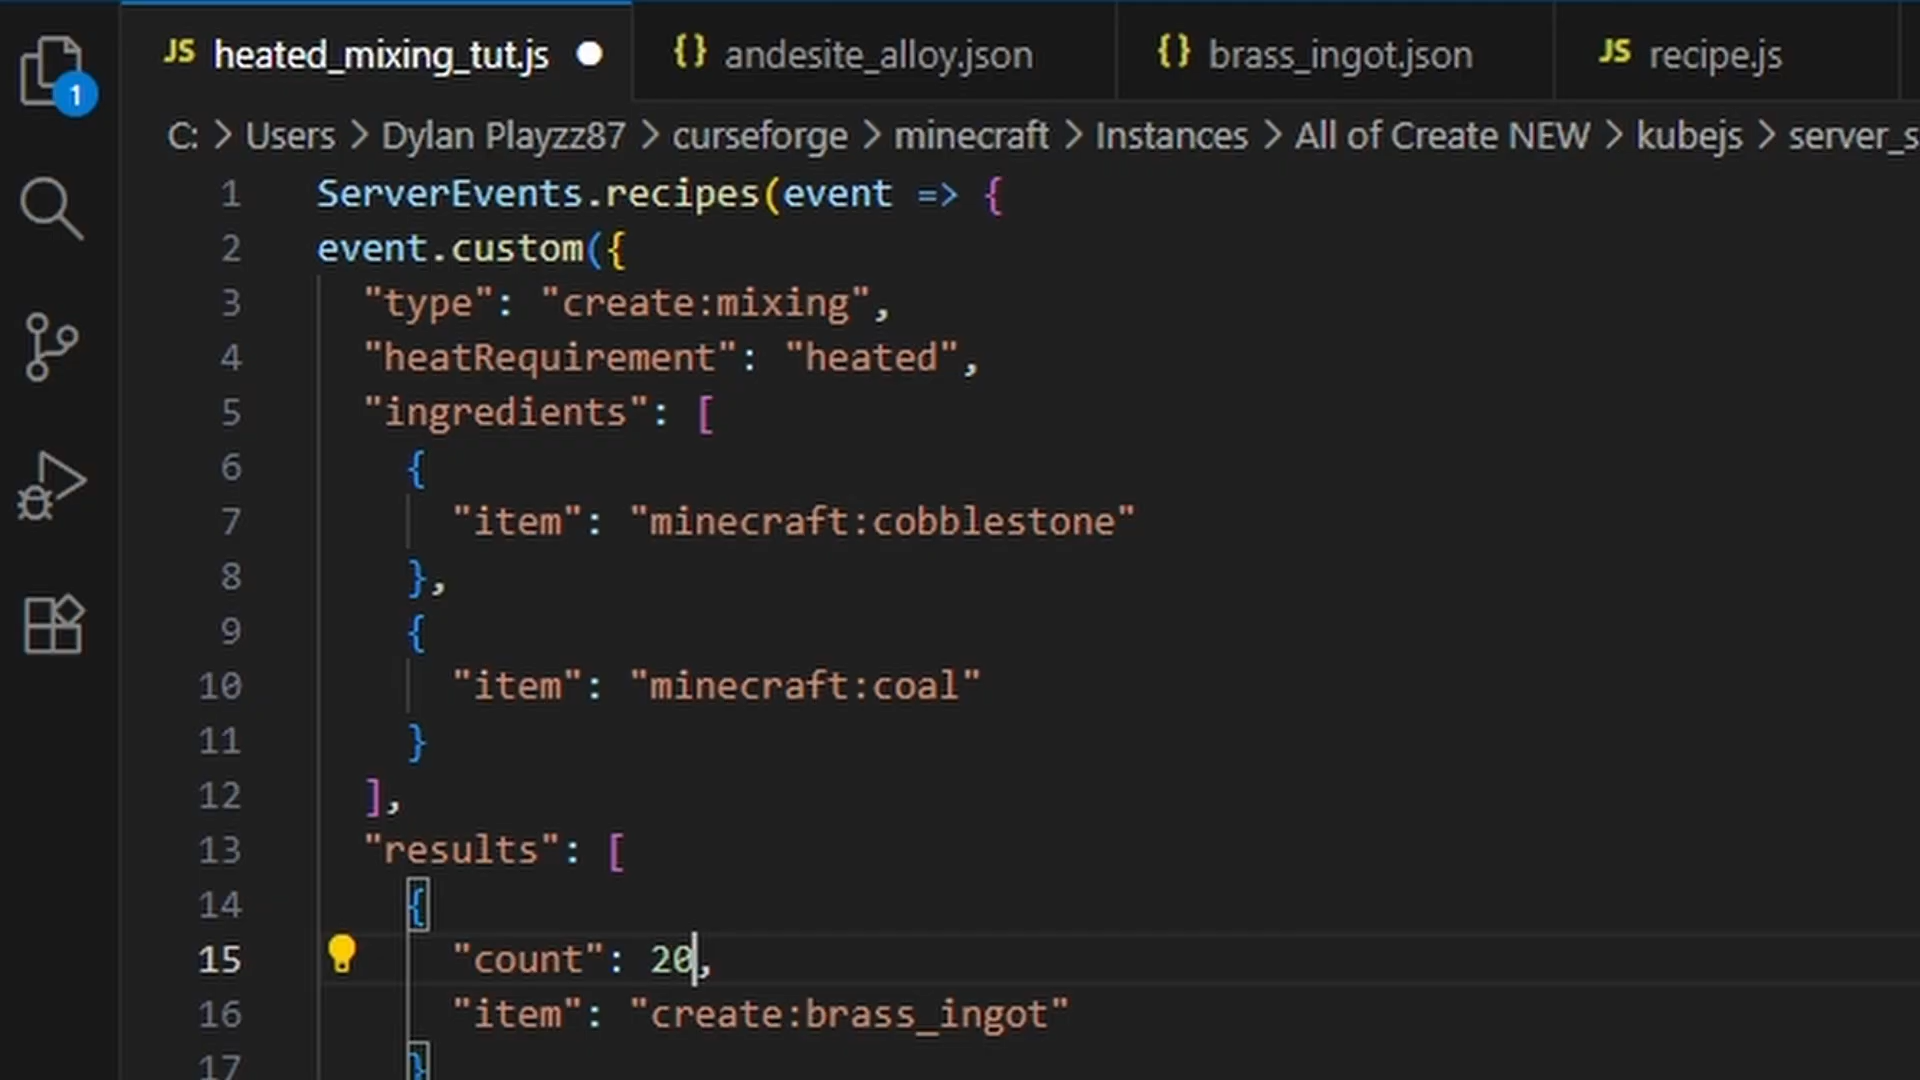 JS heated_mixing_tut.js ● {} andesite_alloy.json {} brass_ingot.json JS recipe.js
1
C: > Users > Dylan Playzz87 > curseforge > minecraft > Instances > All of Create NEW > kubejs > server_s
1 ServerEvents.recipes(event => {
2 event.custom({
3 "type": "create:mixing",
4 "heatRequirement": "heated",
5 "ingredients": [
6 {
7 "item": "minecraft:cobblestone"
8 },
9 {
10 "item": "minecraft:coal"
11 }
12 ],
13 "results": [
14 {
15 "count": 20,
16 "item": "create:brass_ingot"
17 }